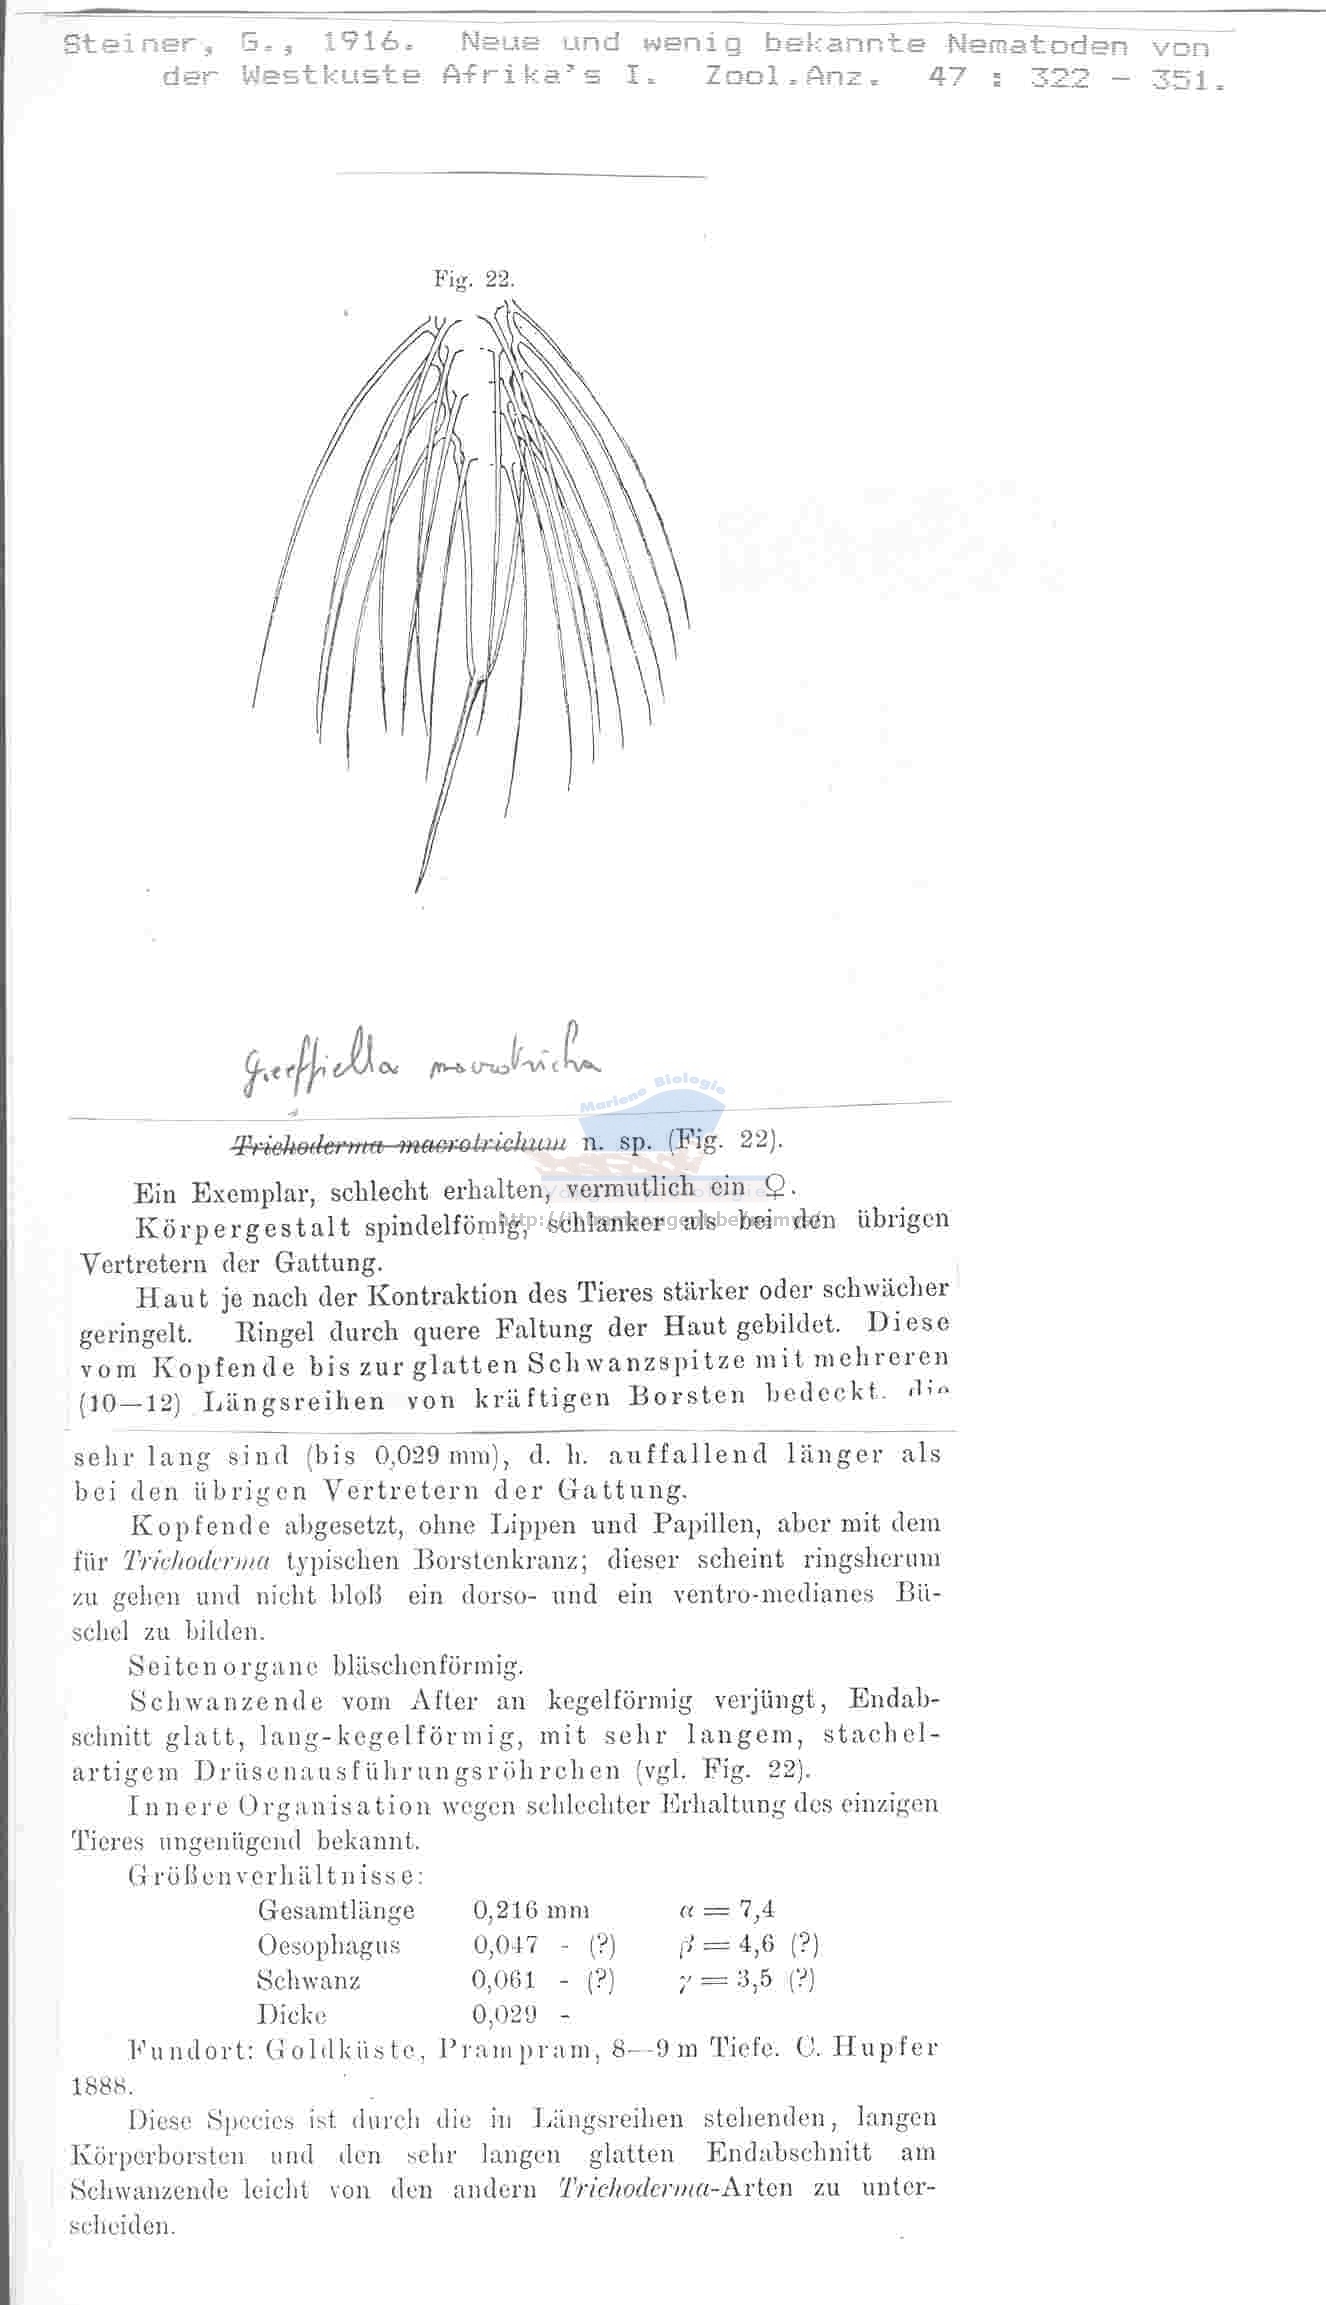 Steiner, G., 1916. Neue und wenig bekannte Nematoden von
der Westkuste Afrika's I. Zool.Anz. 47 : 322 - 351.
Fig. 22.
Greeffiella macrotricha
Trichoderma macrotrichum n. sp. (Fig. 22).
Mariene Biologie
Ein Exemplar, schlecht erhalten, vermutlich ein ♀.
Körpergestalt spindelfömig, schlanker als bei den übrigen
Vertretern der Gattung.
Haut je nach der Kontraktion des Tieres stärker oder schwächer
geringelt. Ringel durch quere Faltung der Haut gebildet. Diese
vom Kopfende bis zur glatten Schwanzspitze mit mehreren
(10—12) Längsreihen von kräftigen Borsten bedeckt. die
sehr lang sind (bis 0,029 mm), d. h. auffallend länger als
bei den übrigen Vertretern der Gattung.
Kopfende abgesetzt, ohne Lippen und Papillen, aber mit dem
für Trichoderma typischen Borstenkranz; dieser scheint ringsherum
zu gehen und nicht bloß ein dorso- und ein ventro-medianes Bü-
schel zu bilden.
Seitenorgane bläschenförmig.
Schwanzende vom After an kegelförmig verjüngt, Endab-
schnitt glatt, lang-kegelförmig, mit sehr langem, stachel-
artigem Drüsenausführungsröhrchen (vgl. Fig. 22).
Innere Organisation wegen schlechter Erhaltung des einzigen
Tieres ungenügend bekannt.
Größenverhältnisse:
Gesamtlänge 0,216 mm α = 7,4
Oesophagus 0,047 - (?) β = 4,6 (?)
Schwanz 0,061 - (?) γ = 3,5 (?)
Dicke 0,029 -
Fundort: Goldküste, Prampram, 8—9 m Tiefe. C. Hupfer
1888.
Diese Species ist durch die in Längsreihen stehenden, langen
Körperborsten und den sehr langen glatten Endabschnitt am
Schwanzende leicht von den andern Trichoderma-Arten zu unter-
scheiden.